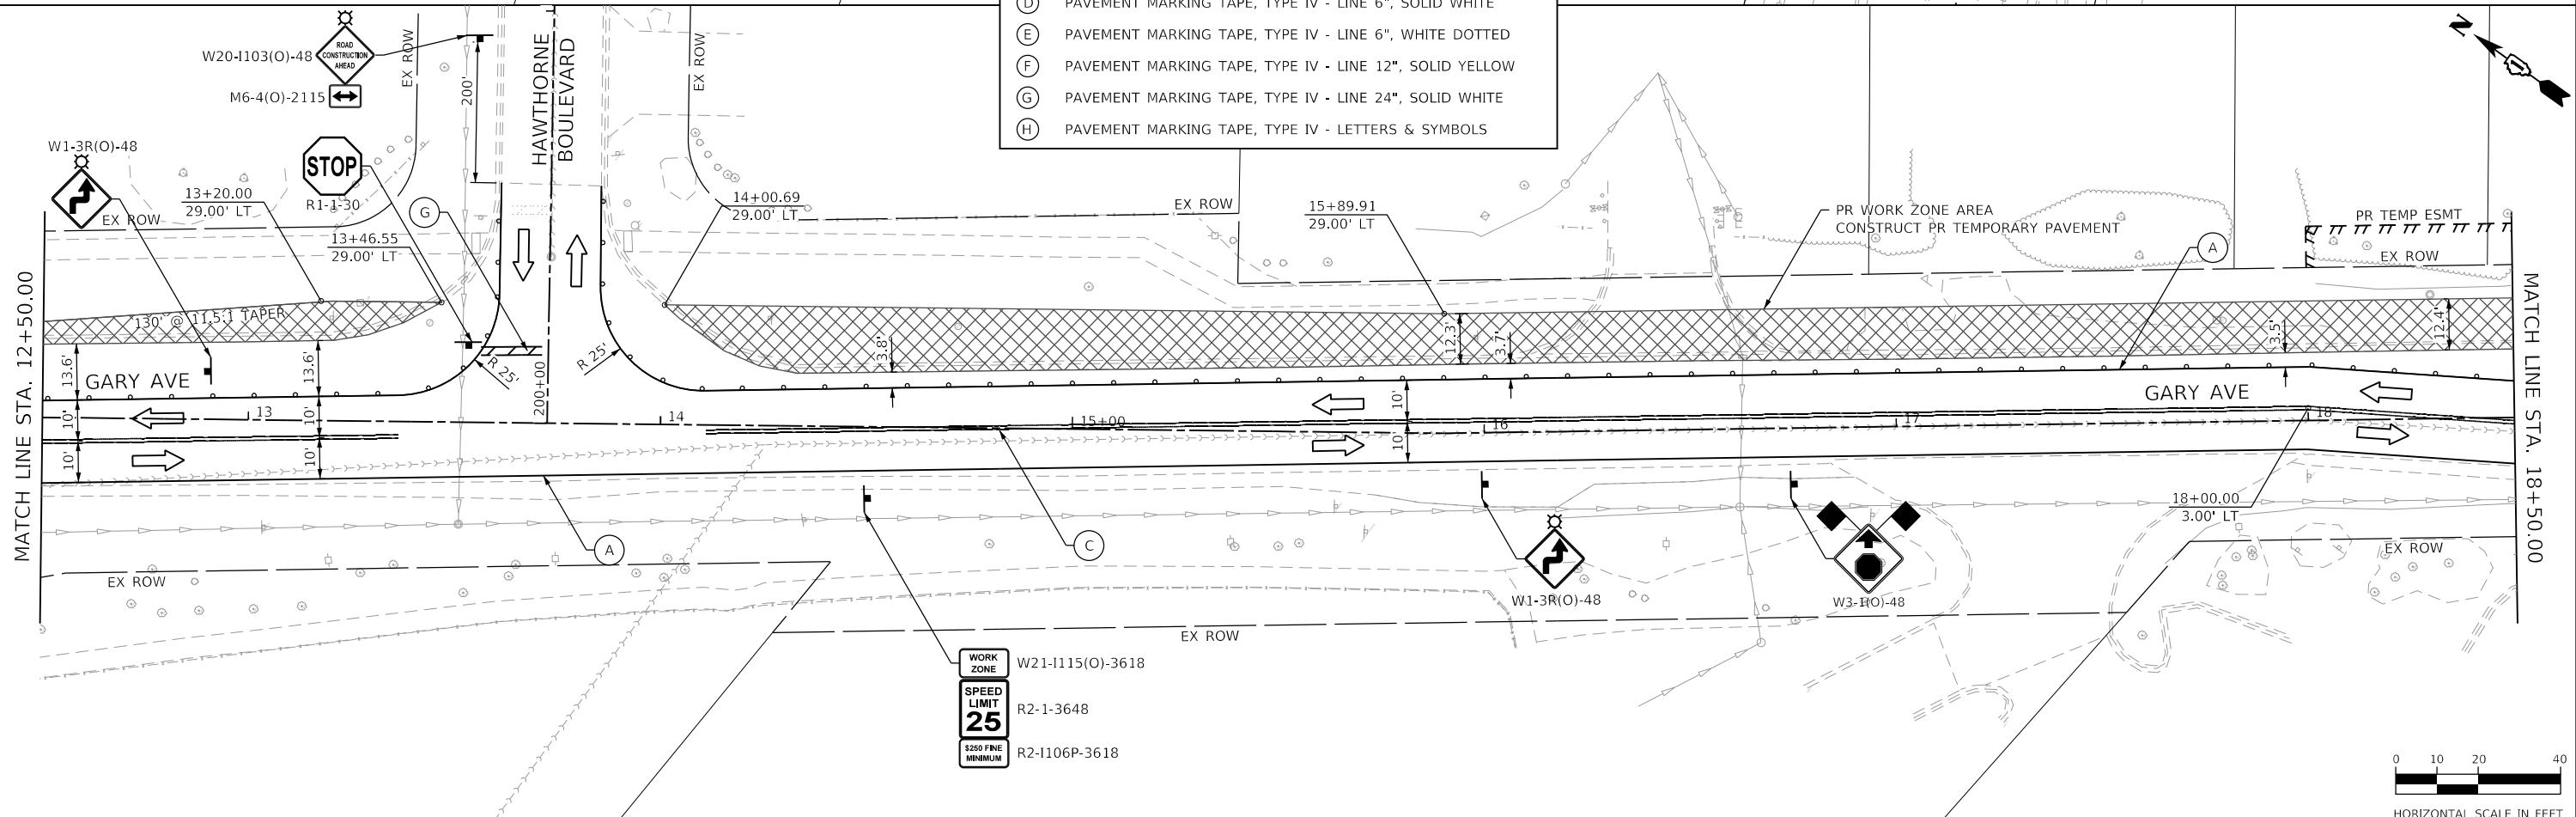 D PAVEMENT MARKING TAPE, TYPE IV - LINE 6", SOLID WHITE
E PAVEMENT MARKING TAPE, TYPE IV - LINE 6", WHITE DOTTED
F PAVEMENT MARKING TAPE, TYPE IV - LINE 12", SOLID YELLOW
G PAVEMENT MARKING TAPE, TYPE IV - LINE 24", SOLID WHITE
H PAVEMENT MARKING TAPE, TYPE IV - LETTERS & SYMBOLS
N
ROAD
CONSTRUCTION
AHEAD
W20-I103(O)-48
M6-4(O)-2115
EX ROW
200'
HAWTHORNE
BOULEVARD
EX ROW
W1-3R(O)-48
STOP
R1-1-30
13+20.00
29.00' LT
EX ROW
13+46.55
29.00' LT
G
14+00.69
29.00' LT
EX ROW
15+89.91
29.00' LT
PR WORK ZONE AREA
CONSTRUCT PR TEMPORARY PAVEMENT
A
PR TEMP ESMT
EX ROW
MATCH LINE STA. 12+50.00
MATCH LINE STA. 18+50.00
130' @ 11.5:1 TAPER
13.6'
13.6'
GARY AVE
R 25'
R 25'
200+00
3.8'
12.3'
3.7'
3.5'
12.4'
GARY AVE
10'
10'
10'
10'
10'
10'
13
14
15+00
16
17
18
A
C
18+00.00
3.00' LT
EX ROW
EX ROW
EX ROW
W1-3R(O)-48
W3-1(O)-48
WORK
ZONE
W21-I115(O)-3618
SPEED
LIMIT
25
R2-1-3648
$250 FINE
MINIMUM
R2-I106P-3618
0 10 20 40
HORIZONTAL SCALE IN FEET